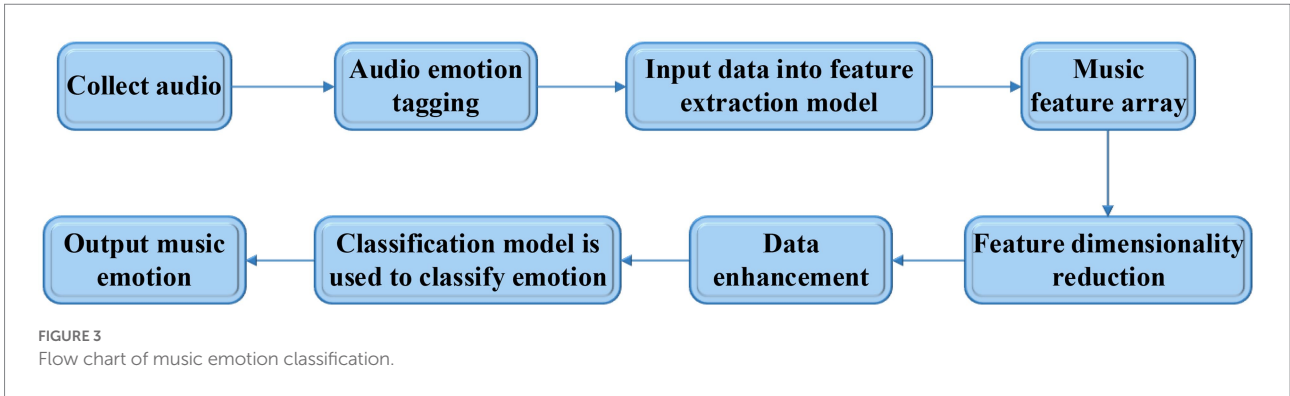 Collect audio
Audio emotion
tagging
Input data into feature
extraction model
Music
feature array
Feature dimensionality
reduction
Data
enhancement
Classification model is
used to classify emotion
Output music
emotion
FIGURE 3
Flow chart of music emotion classification.